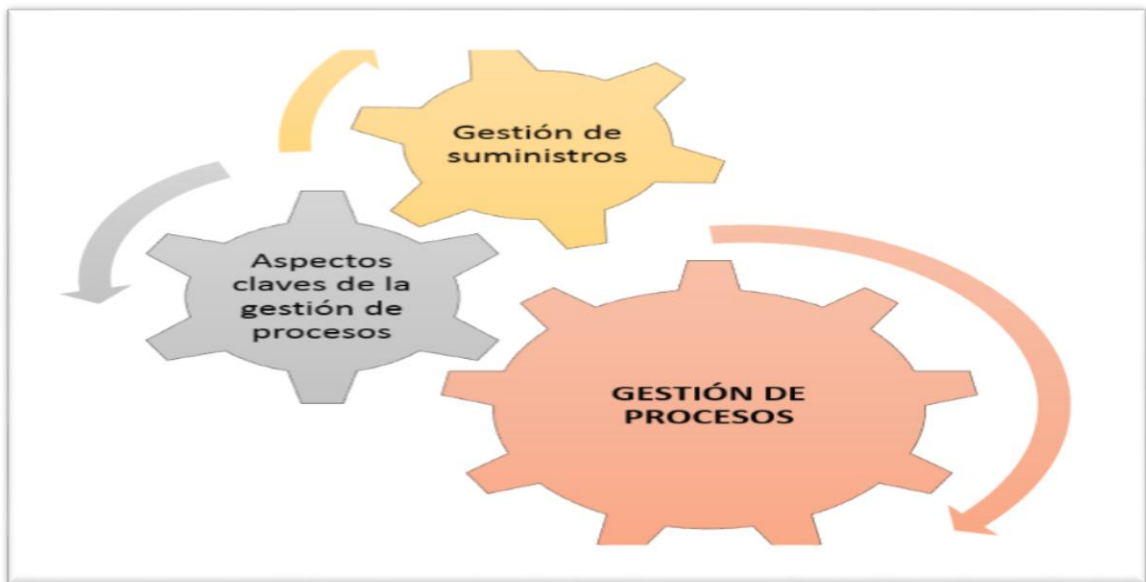 Gestión de
suministros
Aspectos
claves de la
gestión de
procesos
GESTIÓN DE
PROCESOS